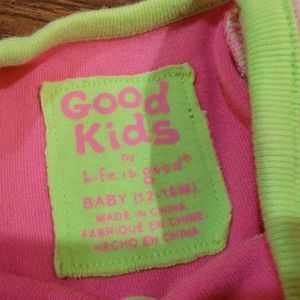 Good
Kids
by
Life is good®
BABY (12-18M)
MADE IN CHINA
FABRIQUÉ EN CHINE
HECHO EN CHINA